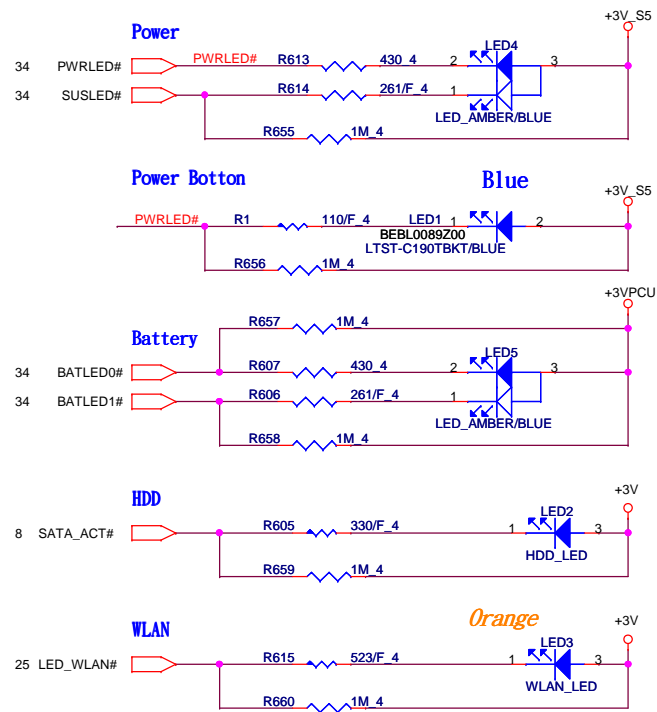 +3V_S5
Power
LED4
34 PWRLED# PWRLED# R613 430_4 2 3
34 SUSLED# R614 261/F_4 1
LED_AMBER/BLUE
R655 1M_4
Power Botton Blue
+3V_S5
PWRLED# R1 110/F_4 LED1 1 2
BEBL0089Z00
LTST-C190TBKT/BLUE
R656 1M_4
+3VPCU
R657 1M_4
Battery
LED5
34 BATLED0# R607 430_4 2 3
34 BATLED1# R606 261/F_4 1
LED_AMBER/BLUE
R658 1M_4
+3V
HDD
LED2
8 SATA_ACT# R605 330/F_4 1 3
HDD_LED
R659 1M_4
Orange
+3V
WLAN
LED3
25 LED_WLAN# R615 523/F_4 1 3
WLAN_LED
R660 1M_4